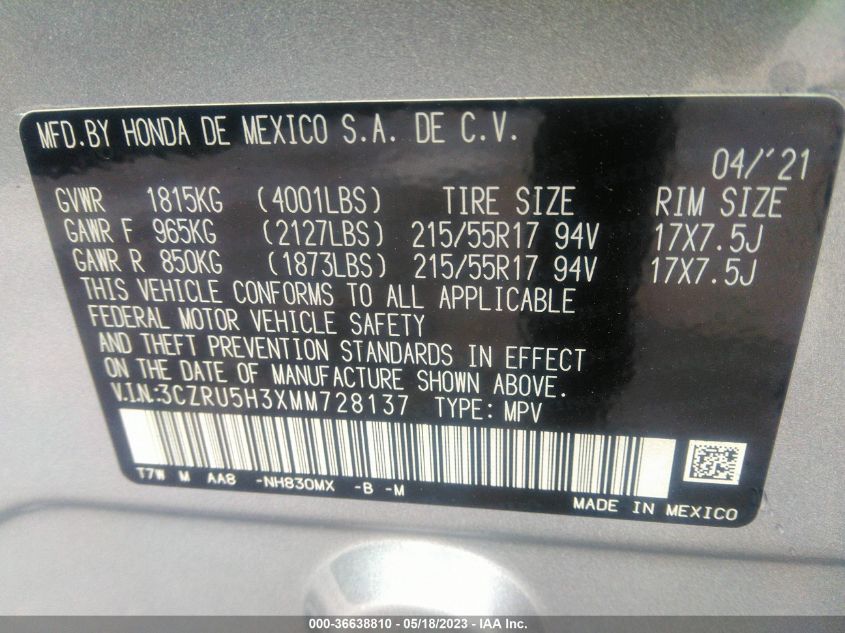 MFD.BY HONDA DE MEXICO S.A. DE C.V.
04/'21
GVWR 1815KG (4001LBS) TIRE SIZE RIM SIZE
GAWR F 965KG (2127LBS) 215/55R17 94V 17X7.5J
GAWR R 850KG (1873LBS) 215/55R17 94V 17X7.5J
THIS VEHICLE CONFORMS TO ALL APPLICABLE
FEDERAL MOTOR VEHICLE SAFETY
AND THEFT PREVENTION STANDARDS IN EFFECT
ON THE DATE OF MANUFACTURE SHOWN ABOVE.
V.I.N.:3CZRU5H3XMM728137 TYPE: MPV
T7W M AA8 -NH830MX -B -M
MADE IN MEXICO
000-36638810 — 05/18/2023 — IAA Inc.